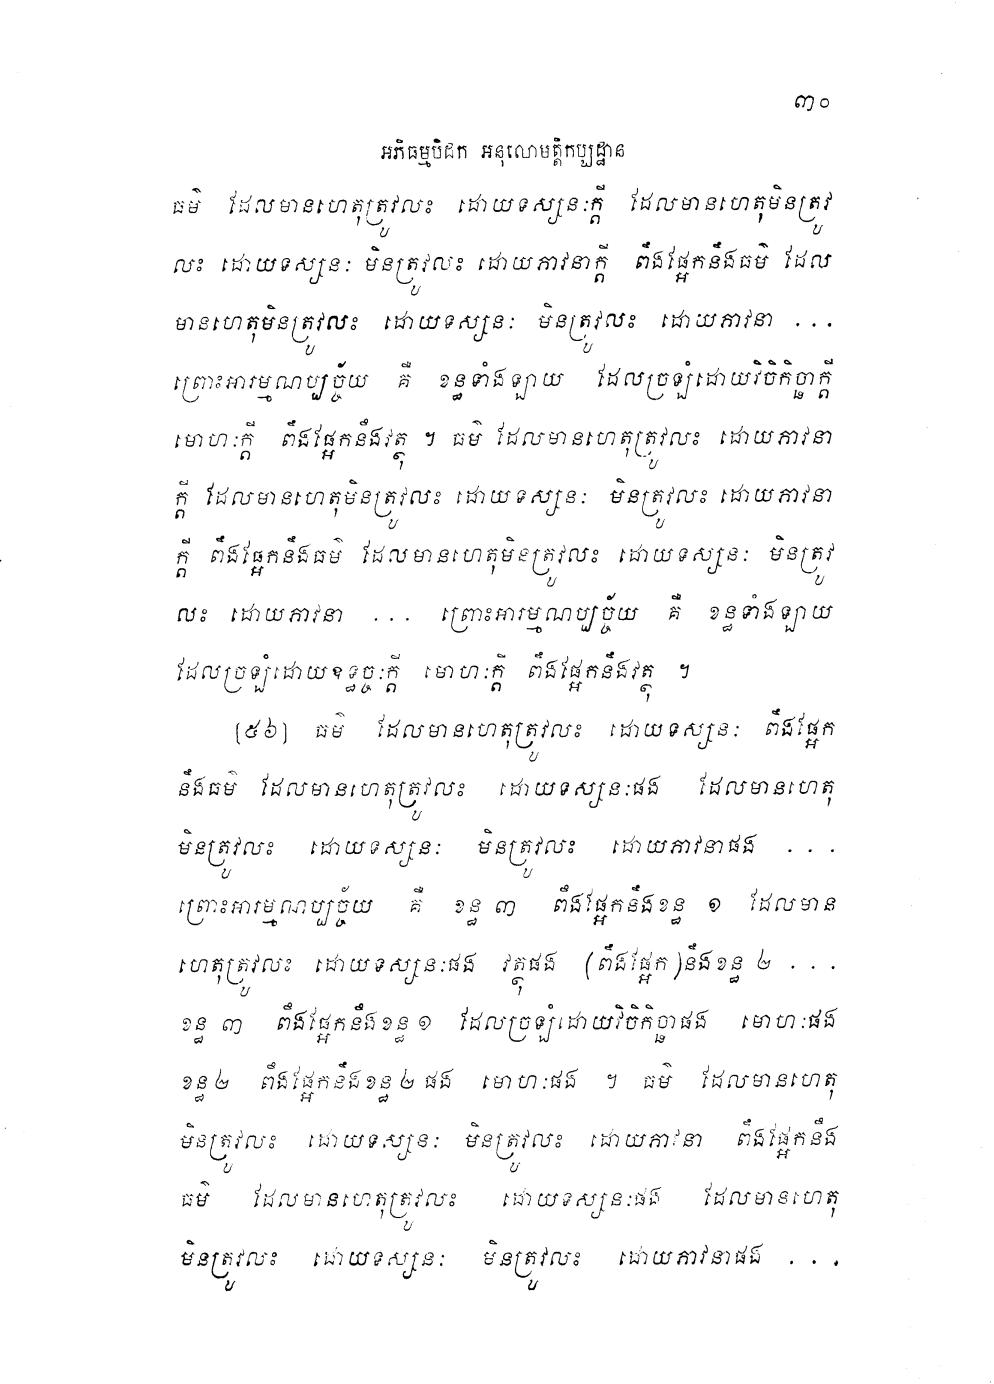 ៣០
អភិធម្មបិដក អនុលោមត្តិកប្បដ្ឋាន
ធម៌ ដែលមានហេតុត្រូវលះ ដោយទស្សនៈក្តី ដែលមានហេតុមិនត្រូវ
លះ ដោយទស្សនៈ មិនត្រូវលះ ដោយភាវនាក្តី ពឹងផ្អែកនឹងធម៌ ដែល
មានហេតុមិនត្រូវលះ ដោយទស្សនៈ មិនត្រូវលះ ដោយភាវនា ...
ព្រោះអារម្មណប្បច្ច័យ គឺ ខន្ធទាំងឡាយ ដែលច្រឡំដោយវិចិកិច្ឆាក្តី
មោហៈក្តី ពឹងផ្អែកនឹងវត្ថុ ។ ធម៌ ដែលមានហេតុត្រូវលះ ដោយភាវនា
ក្តី ដែលមានហេតុមិនត្រូវលះ ដោយទស្សនៈ មិនត្រូវលះ ដោយភាវនា
ក្តី ពឹងផ្អែកនឹងធម៌ ដែលមានហេតុមិនត្រូវលះ ដោយទស្សនៈ មិនត្រូវ
លះ ដោយភាវនា ... ព្រោះអារម្មណប្បច្ច័យ គឺ ខន្ធទាំងឡាយ
ដែលច្រឡំដោយឧទ្ធច្ចៈក្តី មោហៈក្តី ពឹងផ្អែកនឹងវត្ថុ ។
[៥៦] ធម៌ ដែលមានហេតុត្រូវលះ ដោយទស្សនៈ ពឹងផ្អែក
នឹងធម៌ ដែលមានហេតុត្រូវលះ ដោយទស្សនៈផង ដែលមានហេតុ
មិនត្រូវលះ ដោយទស្សនៈ មិនត្រូវលះ ដោយភាវនាផង ...
ព្រោះអារម្មណប្បច្ច័យ គឺ ខន្ធ ៣ ពឹងផ្អែកនឹងខន្ធ ១ ដែលមាន
ហេតុត្រូវលះ ដោយទស្សនៈផង វត្ថុផង (ពឹងផ្អែក)នឹងខន្ធ ២ ...
ខន្ធ ៣ ពឹងផ្អែកនឹងខន្ធ ១ ដែលច្រឡំដោយវិចិកិច្ឆាផង មោហៈផង
ខន្ធ ២ ពឹងផ្អែកនឹងខន្ធ ២ ផង មោហៈផង ។ ធម៌ ដែលមានហេតុ
មិនត្រូវលះ ដោយទស្សនៈ មិនត្រូវលះ ដោយភាវនា ពឹងផ្អែកនឹង
ធម៌ ដែលមានហេតុត្រូវលះ ដោយទស្សនៈផង ដែលមានហេតុ
មិនត្រូវលះ ដោយទស្សនៈ មិនត្រូវលះ ដោយភាវនាផង ...